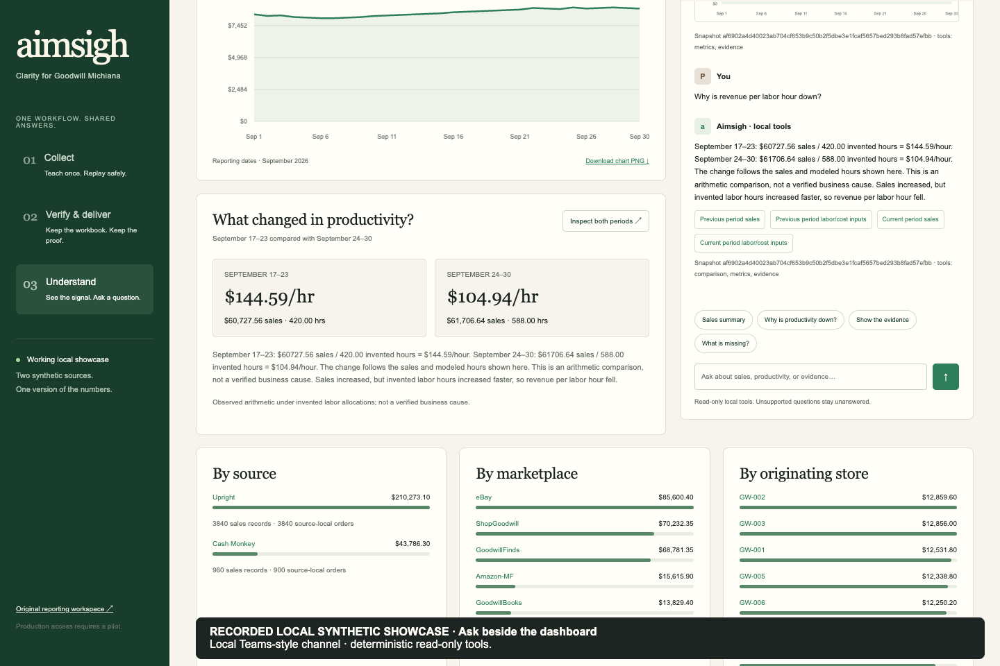 aimsigh
Clarity for Goodwill Michiana
ONE WORKFLOW. SHARED
ANSWERS.
01 Collect
Teach once. Replay safely.
02 Verify & deliver
Keep the workbook. Keep the
proof.
03 Understand
See the signal. Ask a question.
Working local showcase
Two synthetic sources.
One version of the numbers.
Original reporting workspace ↗
Production access requires a pilot.
$7,452
$4,968
$2,484
$0
Sep 1 Sep 6 Sep 11 Sep 16 Sep 21 Sep 26 Sep 30
Reporting dates · September 2026
Download chart PNG ↓
What changed in productivity?
Inspect both periods ↗
September 17–23 compared with September 24–30
SEPTEMBER 17–23
$144.59/hr
$60,727.56 sales · 420.00 hrs
SEPTEMBER 24–30
$104.94/hr
$61,706.64 sales · 588.00 hrs
September 17–23: $60727.56 sales / 420.00 invented hours = $144.59/hour. September 24–30: $61706.64 sales / 588.00
invented hours = $104.94/hour. The change follows the sales and modeled hours shown here. This is an arithmetic comparison,
not a verified business cause. Sales increased, but invented labor hours increased faster, so revenue per labor hour fell.
Observed arithmetic under invented labor allocations; not a verified business cause.
$0
Sep 1 Sep 6 Sep 11 Sep 16 Sep 21 Sep 26 Sep 30
Snapshot af6902a4d40023ab704cf653b9c50b2f5dbe3e1fcaf5657bed293b8fad57efbb · tools:
metrics, evidence
P You
Why is revenue per labor hour down?
a Aimsigh · local tools
September 17–23: $60727.56 sales / 420.00 invented hours = $144.59/hour.
September 24–30: $61706.64 sales / 588.00 invented hours = $104.94/hour.
The change follows the sales and modeled hours shown here. This is an
arithmetic comparison, not a verified business cause. Sales increased, but
invented labor hours increased faster, so revenue per labor hour fell.
Previous period sales
Previous period labor/cost inputs
Current period sales
Current period labor/cost inputs
Snapshot af6902a4d40023ab704cf653b9c50b2f5dbe3e1fcaf5657bed293b8fad57efbb · tools:
comparison, metrics, evidence
Sales summary
Why is productivity down?
Show the evidence
What is missing?
Ask about sales, productivity, or evidence…
↑
Read-only local tools. Unsupported questions stay unanswered.
By source
Upright $210,273.10
3840 sales records · 3840 source-local orders
Cash Monkey $43,786.30
960 sales records · 900 source-local orders
By marketplace
eBay $85,600.40
ShopGoodwill $70,232.35
GoodwillFinds $68,781.35
Amazon-MF $15,615.90
GoodwillBooks $13,829.40
By originating store
GW-002 $12,859.60
GW-003 $12,856.00
GW-001 $12,531.80
GW-005 $12,338.80
GW-006 $12,250.20
RECORDED LOCAL SYNTHETIC SHOWCASE · Ask beside the dashboard
Local Teams-style channel · deterministic read-only tools.